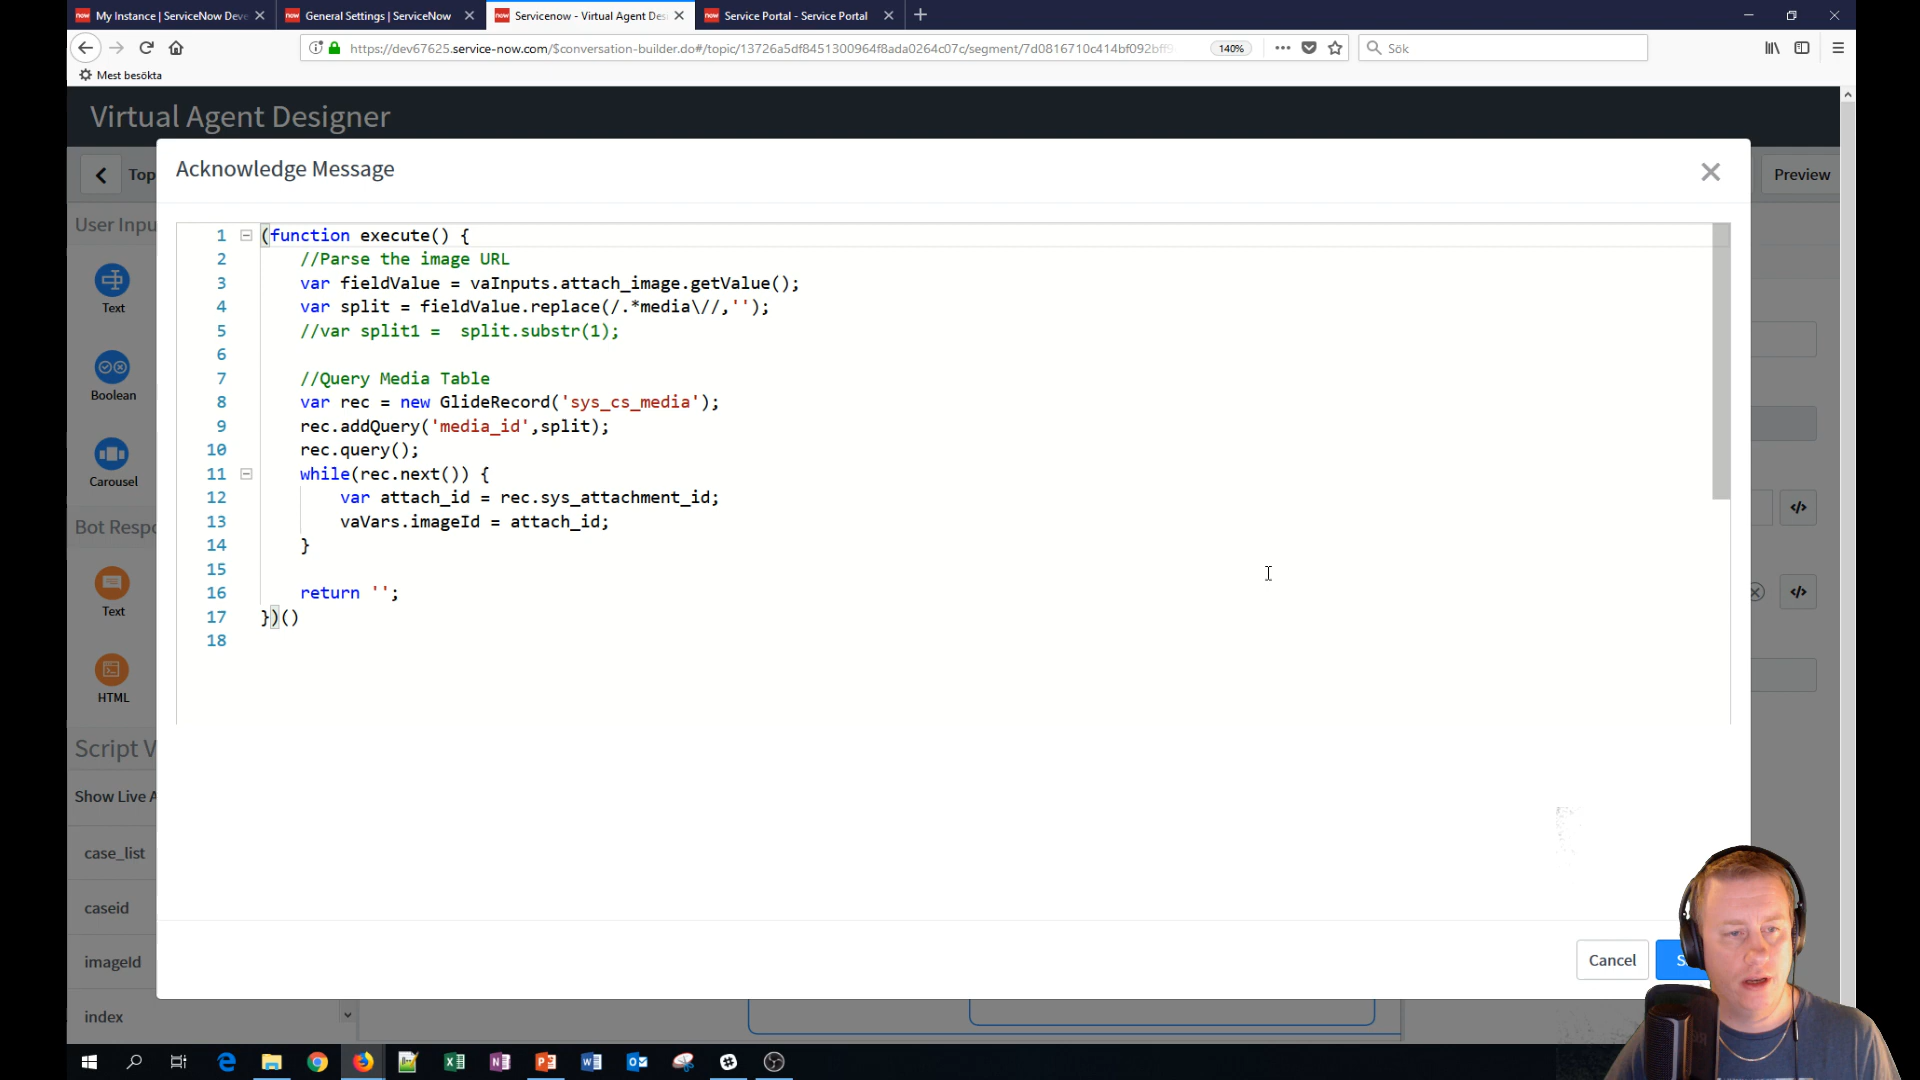 now My Instance | ServiceNow Deve
now General Settings | ServiceNow
now Servicenow - Virtual Agent Des
now Service Portal - Service Portal
https://dev67625.service-now.com/$conversation-builder.do#/topic/13726a5df8451300964f8ada0264c07c/segment/7d0816710c414bf092bff9
140%
Sök
Mest besökta
Virtual Agent Designer
Top
Preview
Acknowledge Message
User Inpu
Text
Boolean
Carousel
Bot Respo
Text
HTML
Script V
Show Live A
case_list
caseid
imageId
index
1 (function execute() {
2 //Parse the image URL
3 var fieldValue = vaInputs.attach_image.getValue();
4 var split = fieldValue.replace(/.*media\//,'');
5 //var split1 =  split.substr(1);
6
7 //Query Media Table
8 var rec = new GlideRecord('sys_cs_media');
9 rec.addQuery('media_id',split);
10 rec.query();
11 while(rec.next()) {
12 var attach_id = rec.sys_attachment_id;
13 vaVars.imageId = attach_id;
14 }
15
16 return '';
17 })()
18
Cancel
S